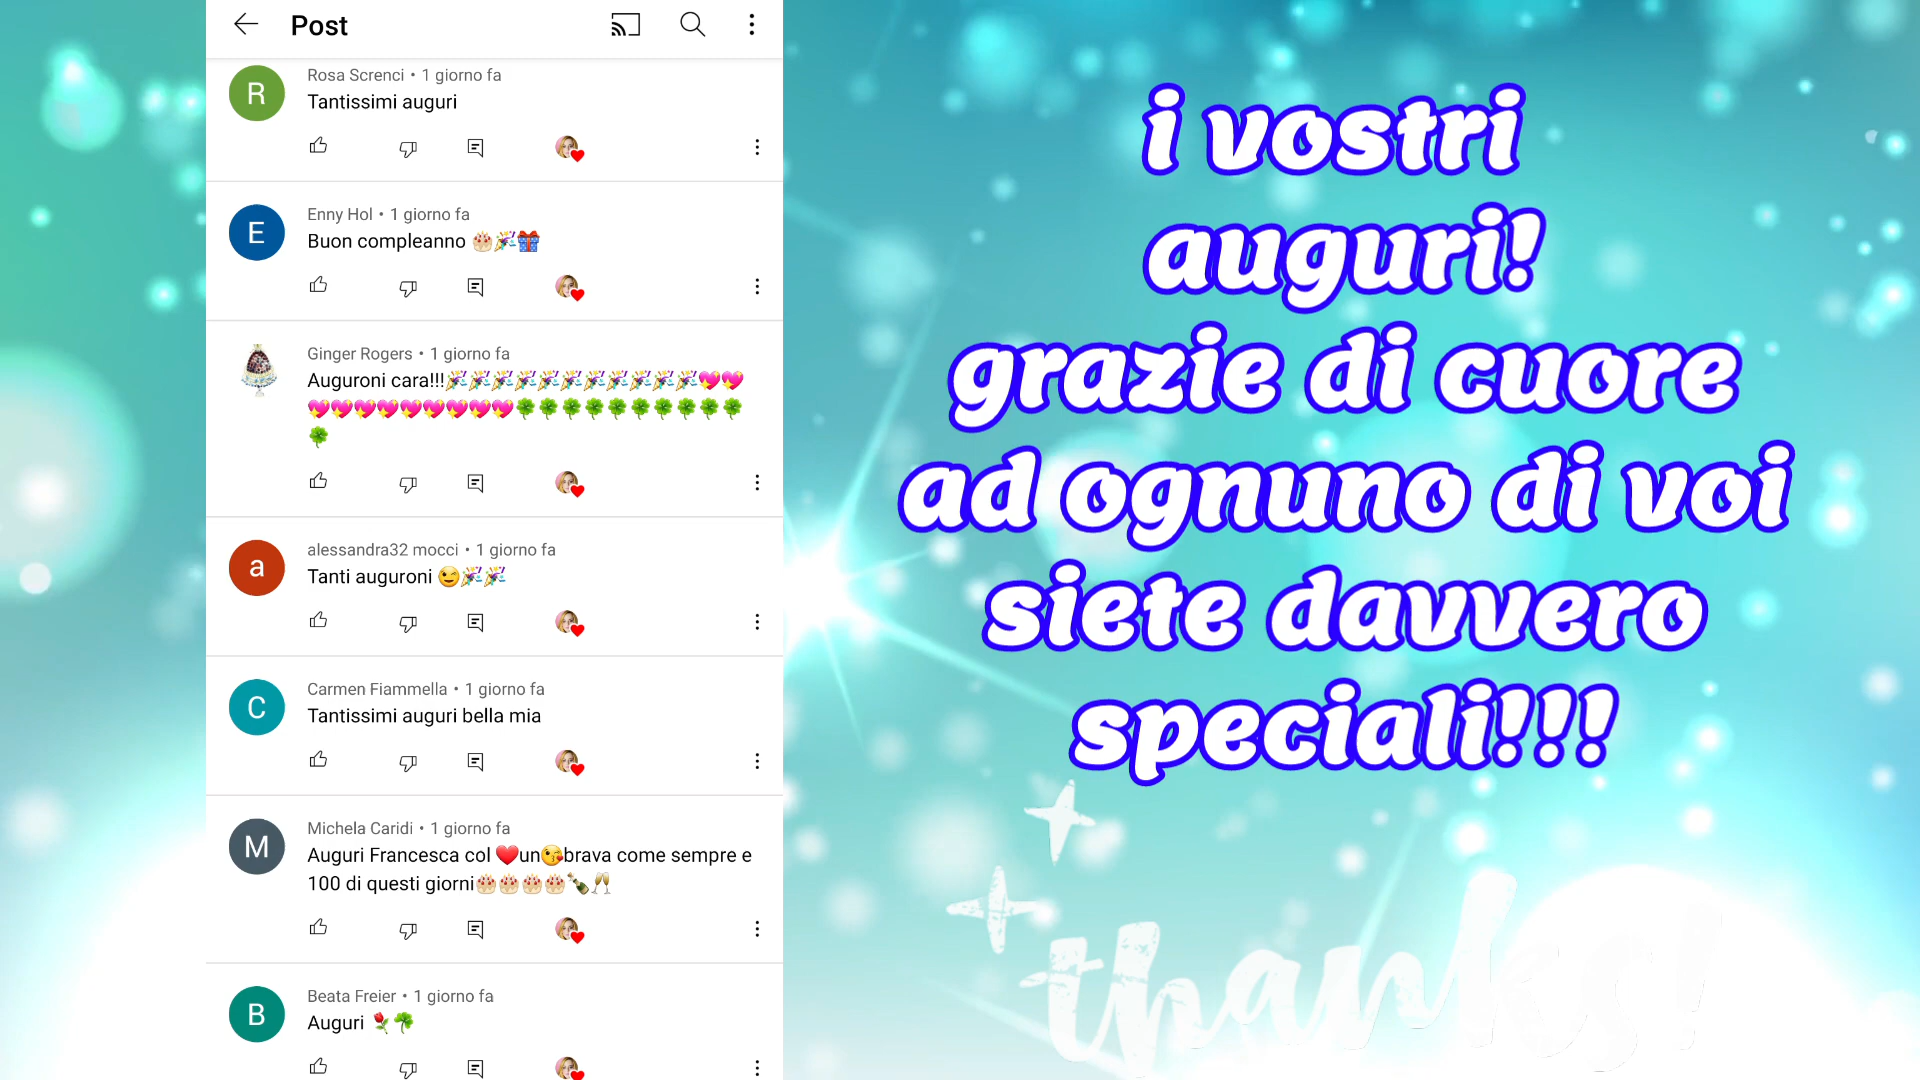 Post
R
Rosa Screnci • 1 giorno fa
Tantissimi auguri
E
Enny Hol • 1 giorno fa
Buon compleanno 🎂🎉🎁
Ginger Rogers • 1 giorno fa
Auguroni cara!!!🎉🎉🎉🎉🎉🎉🎉🎉🎉🎉🎉💖💖
💖💖💖💖💖💖💖💖💖🍀🍀🍀🍀🍀🍀🍀🍀🍀🍀
🍀
a
alessandra32 mocci • 1 giorno fa
Tanti auguroni 😉🎉🎉
C
Carmen Fiammella • 1 giorno fa
Tantissimi auguri bella mia
M
Michela Caridi • 1 giorno fa
Auguri Francesca col ❤️un😘brava come sempre e
100 di questi giorni🎂🎂🎂🎂🍾🥂
B
Beata Freier • 1 giorno fa
Auguri 🌹☘️
i vostri
auguri!
grazie di cuore
ad ognuno di voi
siete davvero
speciali!!!
thanks!